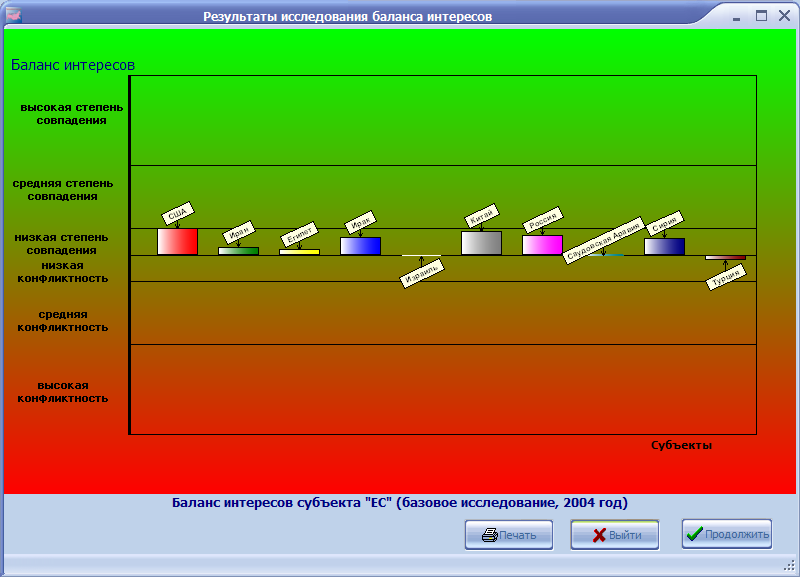 Результаты исследования баланса интересов
Баланс интересов
высокая степень
совпадения
средняя степень
совпадения
низкая степень
совпадения
низкая
конфликтность
средняя
конфликтность
высокая
конфликтность
США
Иран
Египет
Ирак
Израиль
Китай
Россия
Саудовская Аравия
Сирия
Турция
Субъекты
Баланс интересов субъекта "ЕС" (базовое исследование, 2004 год)
Печать
Выйти
Продолжить